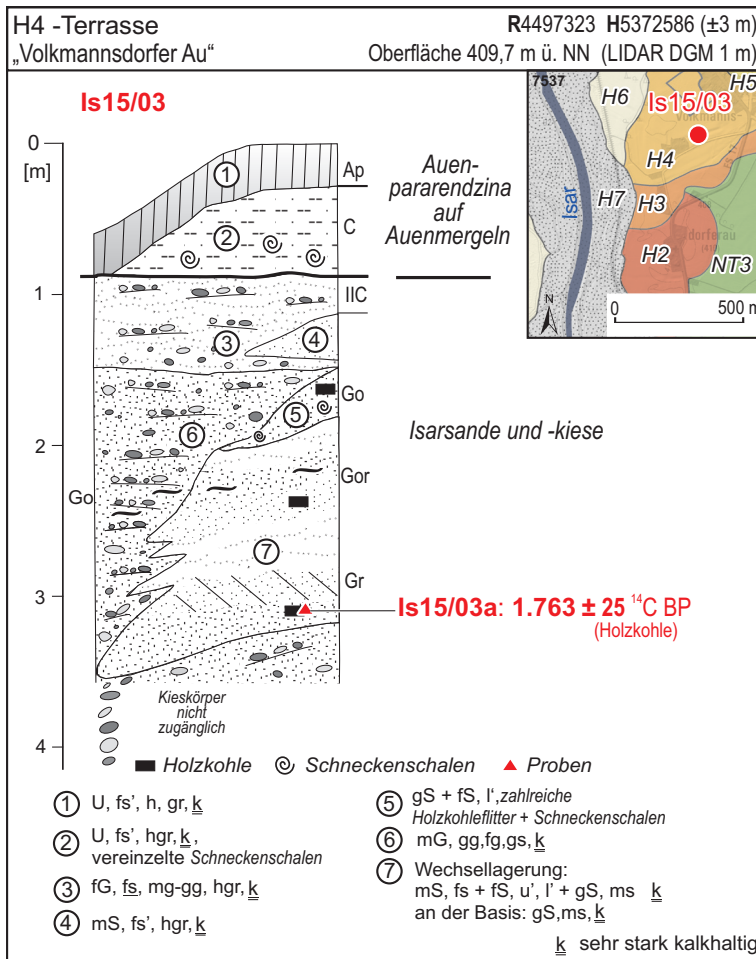 H4 -Terrasse
R4497323 H5372586 (±3 m)
„Volkmannsdorfer Au"
Oberfläche 409,7 m ü. NN (LIDAR DGM 1 m)
Is15/03
7537
H6
H5
Is15/03
Volkmanns-
H4
H7
H3
Isar
dorferau
H2
NT3
N
0
500 m
0
[m]
1
2
3
4
1
Ap
2
C
Auen-
pararendzina
auf
Auenmergeln
IIC
3
4
Go
5
6
Isarsande und -kiese
Gor
Go
7
Gr
Is15/03a: 1.763 ± 25 ¹⁴C BP
(Holzkohle)
Kieskörper
nicht
zugänglich
Holzkohle
Schneckenschalen
Proben
1 U, fs', h, gr, k
2 U, fs', hgr, k,
vereinzelte Schneckenschalen
3 fG, fs, mg-gg, hgr, k
4 mS, fs', hgr, k
5 gS + fS, l', zahlreiche
Holzkohleflitter + Schneckenschalen
6 mG, gg,fg,gs, k
7 Wechsellagerung:
mS, fs + fS, u', l' + gS, ms k
an der Basis: gS,ms, k
k sehr stark kalkhaltig